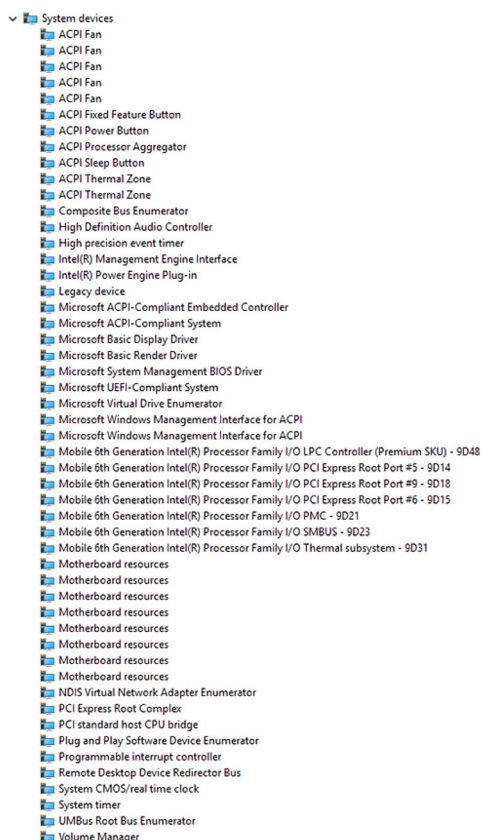 System devices
ACPI Fan
ACPI Fan
ACPI Fan
ACPI Fan
ACPI Fan
ACPI Fixed Feature Button
ACPI Power Button
ACPI Processor Aggregator
ACPI Sleep Button
ACPI Thermal Zone
ACPI Thermal Zone
Composite Bus Enumerator
High Definition Audio Controller
High precision event timer
Intel(R) Management Engine Interface
Intel(R) Power Engine Plug-in
Legacy device
Microsoft ACPI-Compliant Embedded Controller
Microsoft ACPI-Compliant System
Microsoft Basic Display Driver
Microsoft Basic Render Driver
Microsoft System Management BIOS Driver
Microsoft UEFI-Compliant System
Microsoft Virtual Drive Enumerator
Microsoft Windows Management Interface for ACPI
Microsoft Windows Management Interface for ACPI
Mobile 6th Generation Intel(R) Processor Family I/O LPC Controller (Premium SKU) - 9D48
Mobile 6th Generation Intel(R) Processor Family I/O PCI Express Root Port #5 - 9D14
Mobile 6th Generation Intel(R) Processor Family I/O PCI Express Root Port #9 - 9D18
Mobile 6th Generation Intel(R) Processor Family I/O PCI Express Root Port #6 - 9D15
Mobile 6th Generation Intel(R) Processor Family I/O PMC - 9D21
Mobile 6th Generation Intel(R) Processor Family I/O SMBUS - 9D23
Mobile 6th Generation Intel(R) Processor Family I/O Thermal subsystem - 9D31
Motherboard resources
Motherboard resources
Motherboard resources
Motherboard resources
Motherboard resources
Motherboard resources
Motherboard resources
Motherboard resources
NDIS Virtual Network Adapter Enumerator
PCI Express Root Complex
PCI standard host CPU bridge
Plug and Play Software Device Enumerator
Programmable interrupt controller
Remote Desktop Device Redirector Bus
System CMOS/real time clock
System timer
UMBus Root Bus Enumerator
Volume Manager